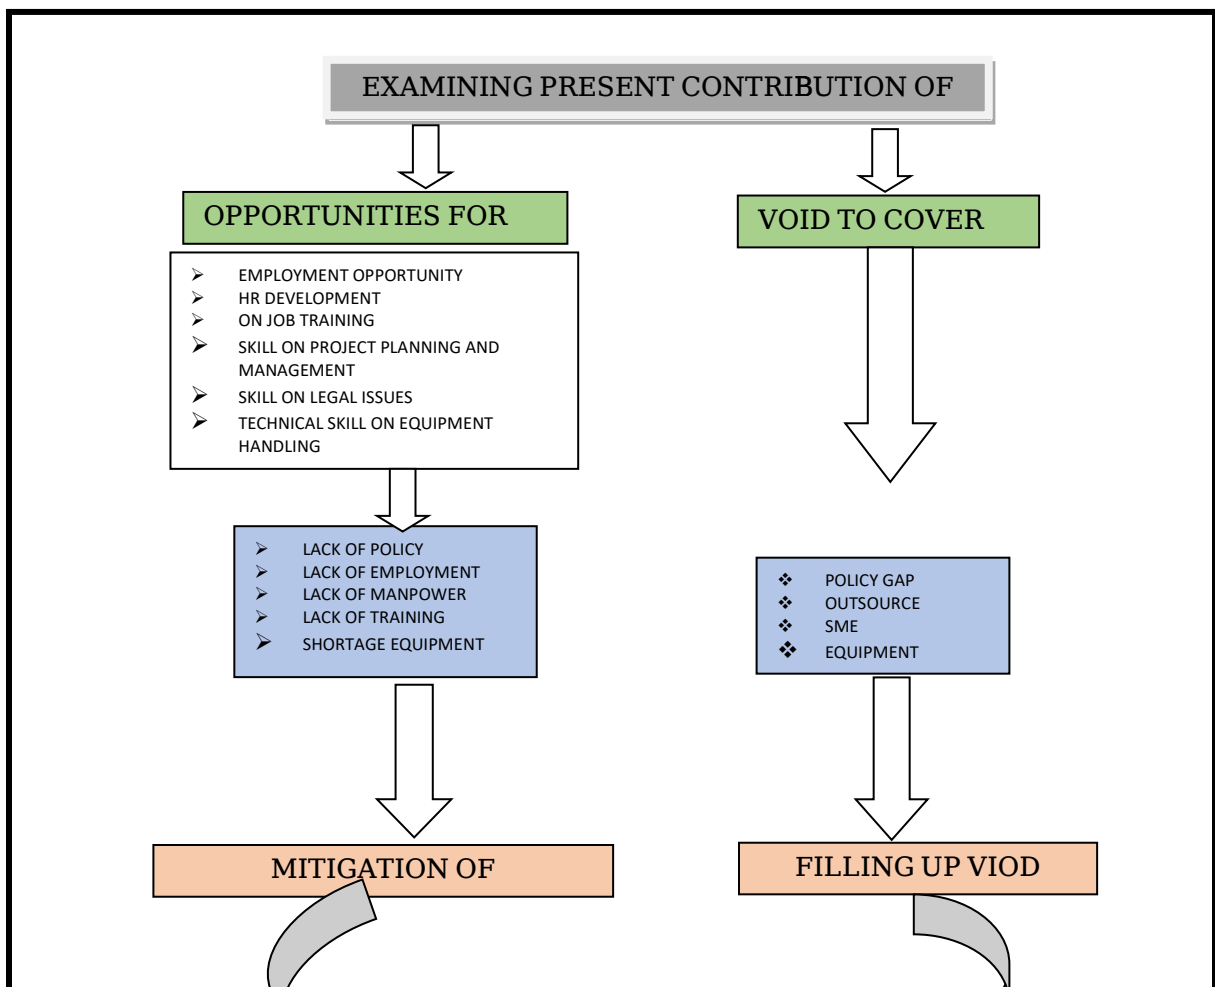 EXAMINING PRESENT CONTRIBUTION OF
OPPORTUNITIES FOR
EMPLOYMENT OPPORTUNITY
HR DEVELOPMENT
ON JOB TRAINING
SKILL ON PROJECT PLANNING AND
MANAGEMENT
SKILL ON LEGAL ISSUES
TECHNICAL SKILL ON EQUIPMENT
HANDLING
LACK OF POLICY
LACK OF EMPLOYMENT
LACK OF MANPOWER
LACK OF TRAINING
SHORTAGE EQUIPMENT
MITIGATION OF
VOID TO COVER
POLICY GAP
OUTSOURCE
SME
EQUIPMENT
FILLING UP VIOD